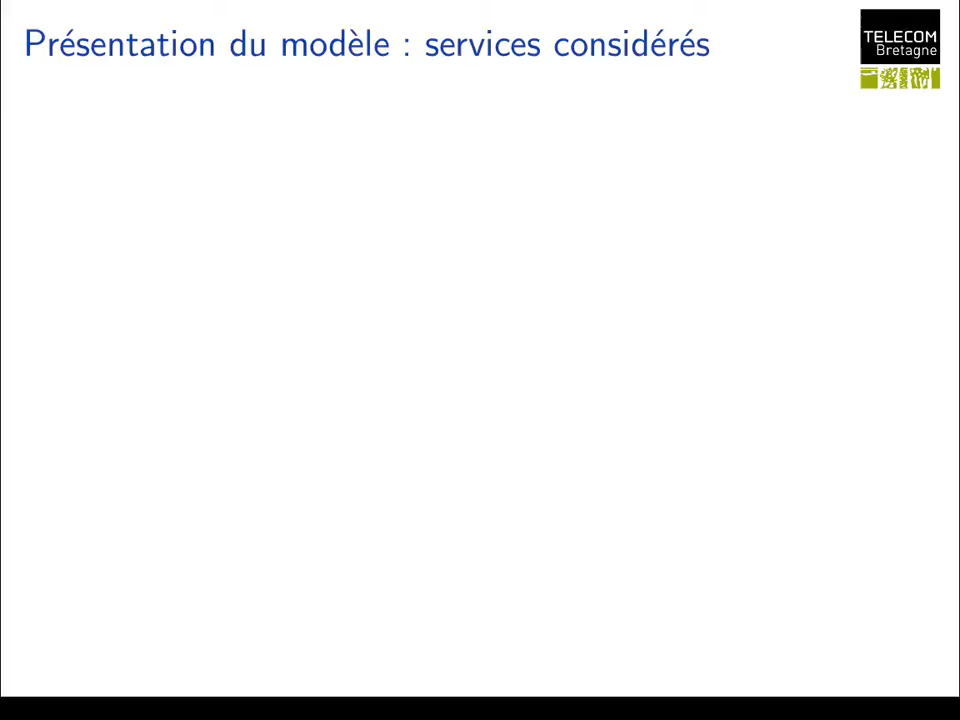 Présentation du modèle : services considérés
TELECOM
Bretagne